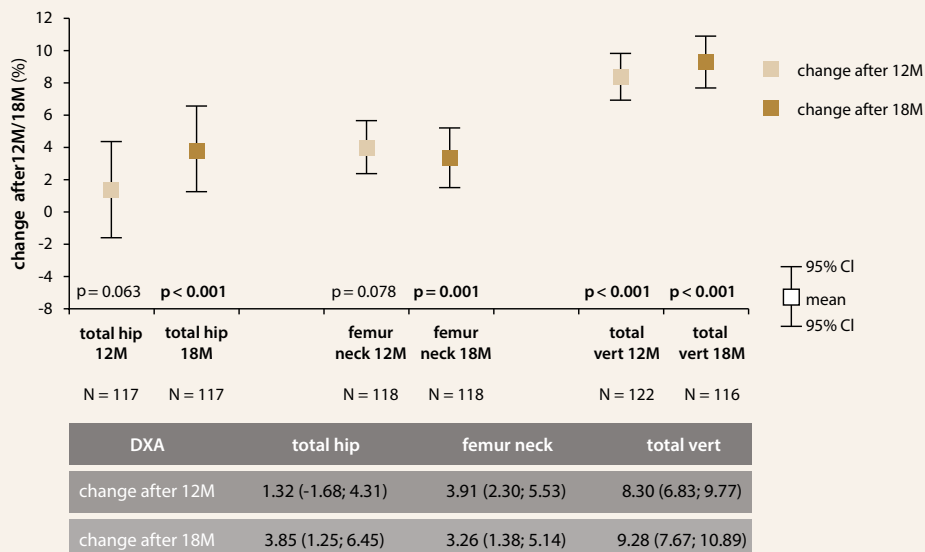 change after12M/18M (%)
12
10
8
6
4
2
0
-2
-4
-6
-8
change after 12M
change after 18M
95% CI
mean
95% CI
p = 0.063 p < 0.001 p = 0.078 p = 0.001 p < 0.001 p < 0.001
total hip total hip femur femur total total
12M 18M neck 12M neck 18M vert 12M vert 18M
N = 117 N = 117 N = 118 N = 118 N = 122 N = 116
DXA total hip femur neck total vert
change after 12M 1.32 (-1.68; 4.31) 3.91 (2.30; 5.53) 8.30 (6.83; 9.77)
change after 18M 3.85 (1.25; 6.45) 3.26 (1.38; 5.14) 9.28 (7.67; 10.89)